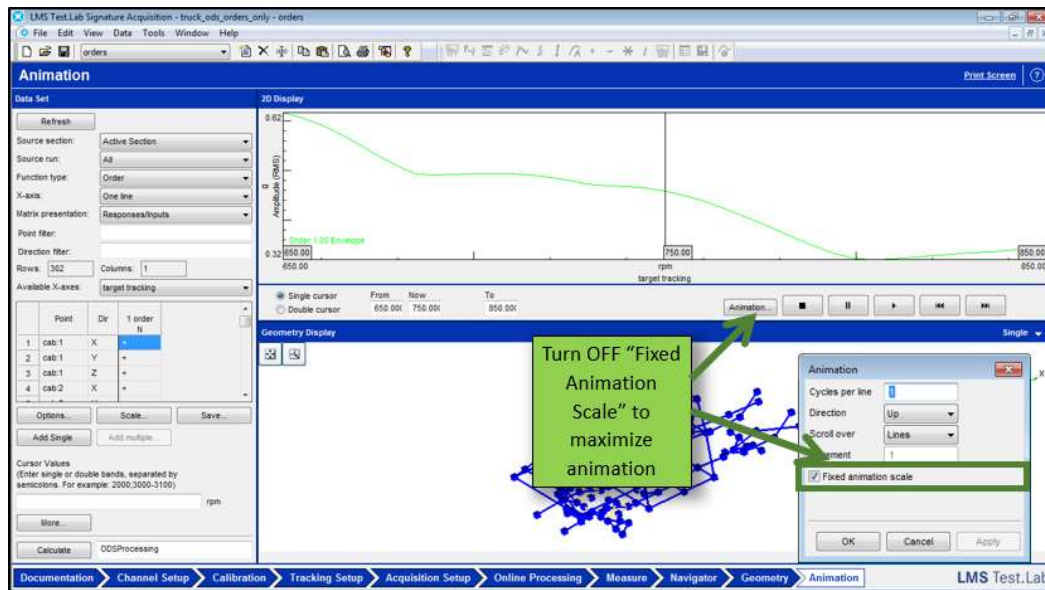 LMS Test.Lab Signature Acquisition - truck_ods_orders_only - orders
File Edit View Data Tools Window Help
orders
Animation
Print Screen
Data Set
2D Display
Refresh
Source section: Active Section
Source run: All
Function type: Order
X-axis: One line
Matrix presentation: Responses/Inputs
Point filter:
Direction filter:
Rows: 302 Columns: 1
Available X-axes: target tracking
Point Dir 1 order
N
1 cab:1 X +
2 cab:1 Y +
3 cab:1 Z +
4 cab:2 X +
Options... Scale... Save...
Add Single Add multiple...
Cursor Values
(Enter single or double bands, separated by
semicolons. For example: 2000;3000-3100)
rpm
More...
Calculate ODSProcessing
0.62
g
Amplitude (RMS)
Order 1.00 Envelope
0.32
650.00 750.00 850.00
650.00 rpm 850.00
target tracking
Single cursor
Double cursor
From Now To
650.00( 750.00( 850.00(
Animation...
Geometry Display
Single
X
Turn OFF “Fixed
Animation
Scale” to
maximize
animation
Animation
Cycles per line 1
Direction Up
Scroll over Lines
ement 1
Fixed animation scale
OK Cancel Apply
Documentation Channel Setup Calibration Tracking Setup Acquisition Setup Online Processing Measure Navigator Geometry Animation
LMS Test.Lab